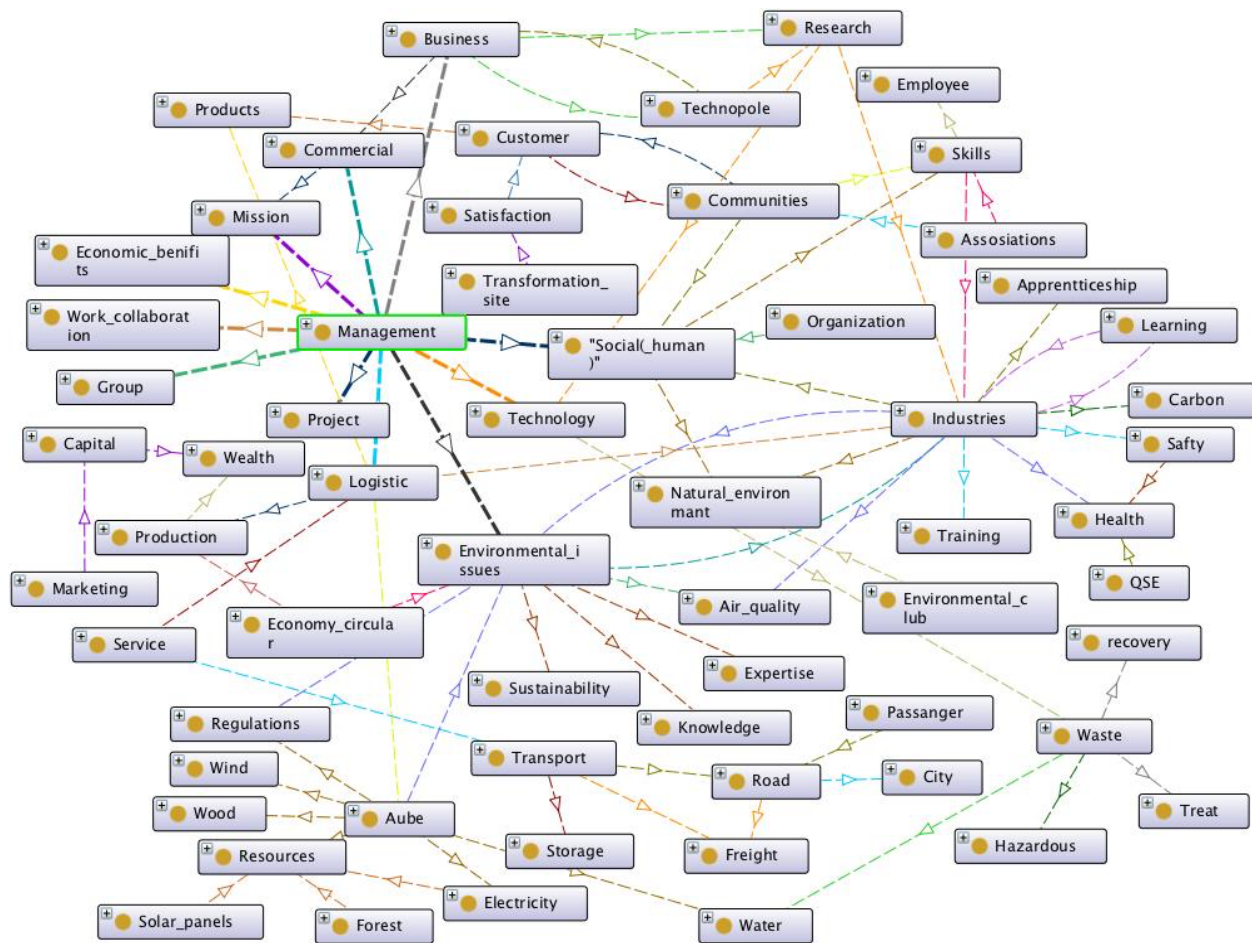 Business
Research
Employee
Products
Technopole
Customer
Commercial
Skills
Communities
Mission
Satisfaction
Assosiations
Economic_benifi
ts
Transformation_
site
Apprentticeship
Work_collaborat
ion
Management
"Social(_human
)"
Organization
Learning
Group
Project
Technology
Industries
Carbon
Capital
Wealth
Safty
Logistic
Natural_environ
mant
Production
Health
Training
Environmental_i
ssues
Marketing
QSE
Air_quality
Environmental_c
lub
Economy_circula
r
Service
recovery
Expertise
Sustainability
Regulations
Knowledge
Passanger
Waste
Transport
Wind
Road
City
Wood
Aube
Treat
Storage
Freight
Hazardous
Resources
Electricity
Solar_panels
Forest
Water